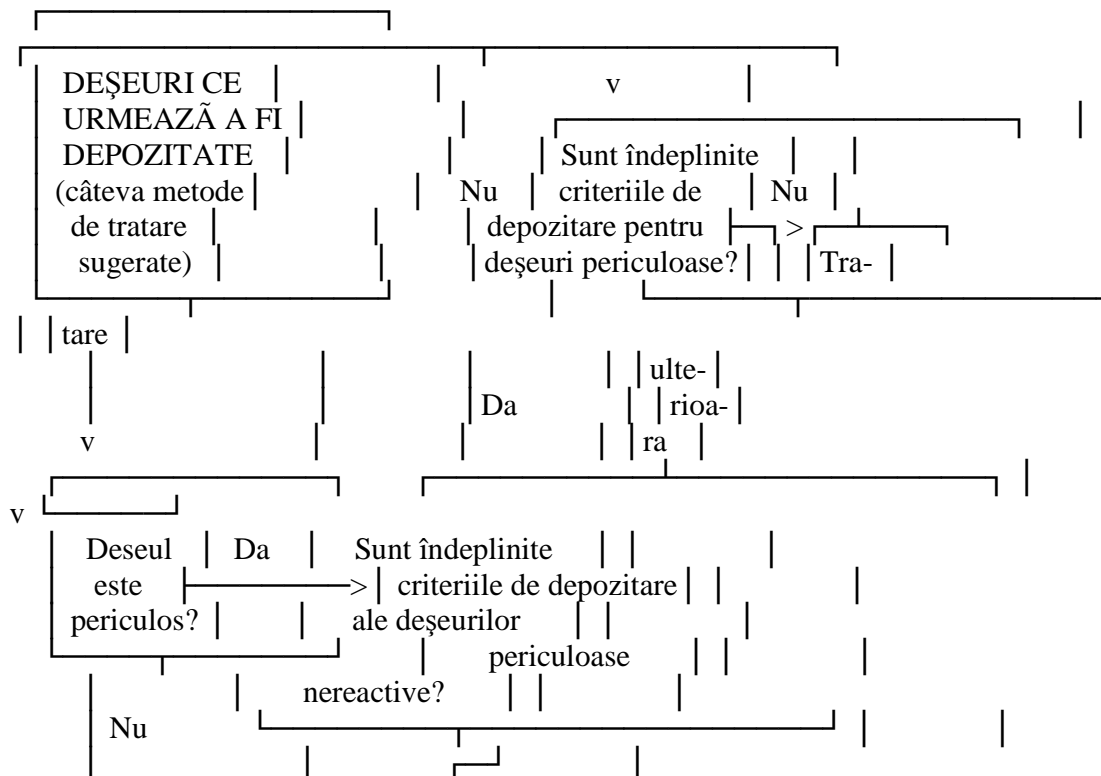 DEŞEURI CE v
URMEAZÃ A FI
DEPOZITATE Sunt îndeplinite
(câteva metode Nu criteriile de Nu
de tratare depozitare pentru >
sugerate) deşeuri periculoase? Tra-
tare
ulte-
Da rioa-
v ra
v
Deseul Da Sunt îndeplinite
este > criteriile de depozitare
periculos? ale deşeurilor
periculoase
nereactive?
Nu